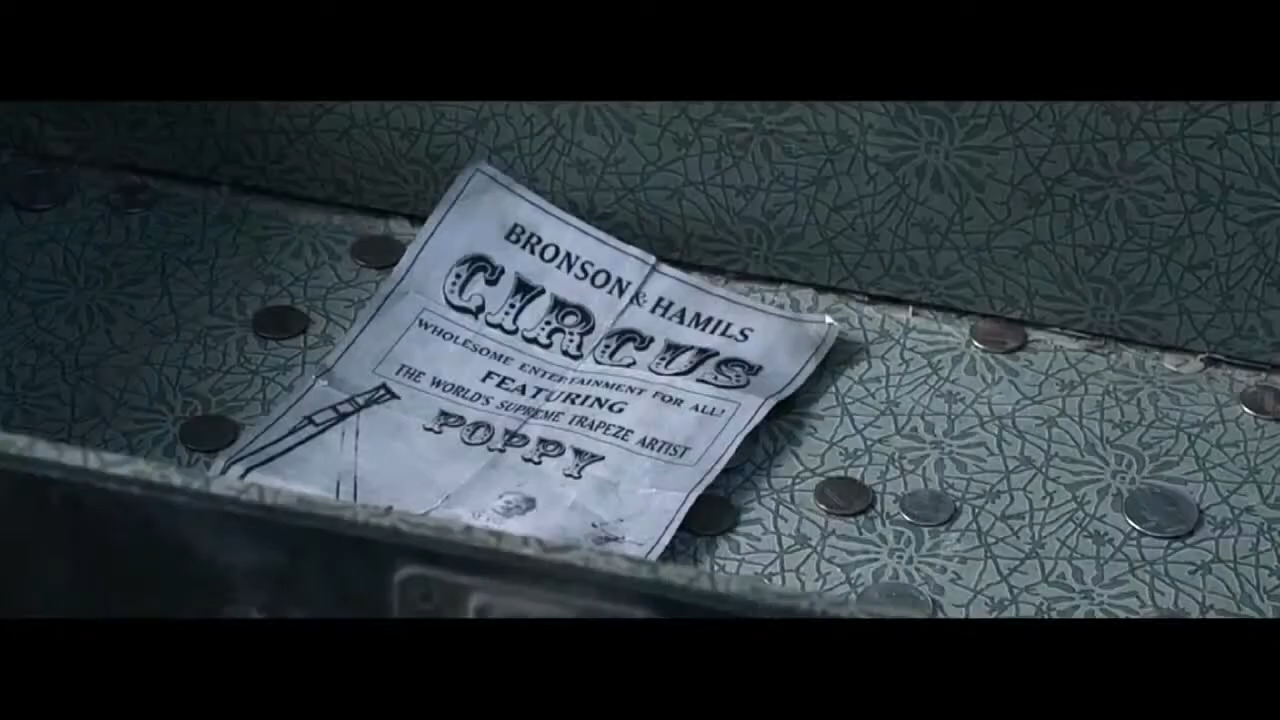 BRONSON & HAMILS
CIRCUS
WHOLESOME ENTERTAINMENT FOR ALL!
FEATURING
THE WORLD'S SUPREME TRAPEZE ARTIST
POPPY